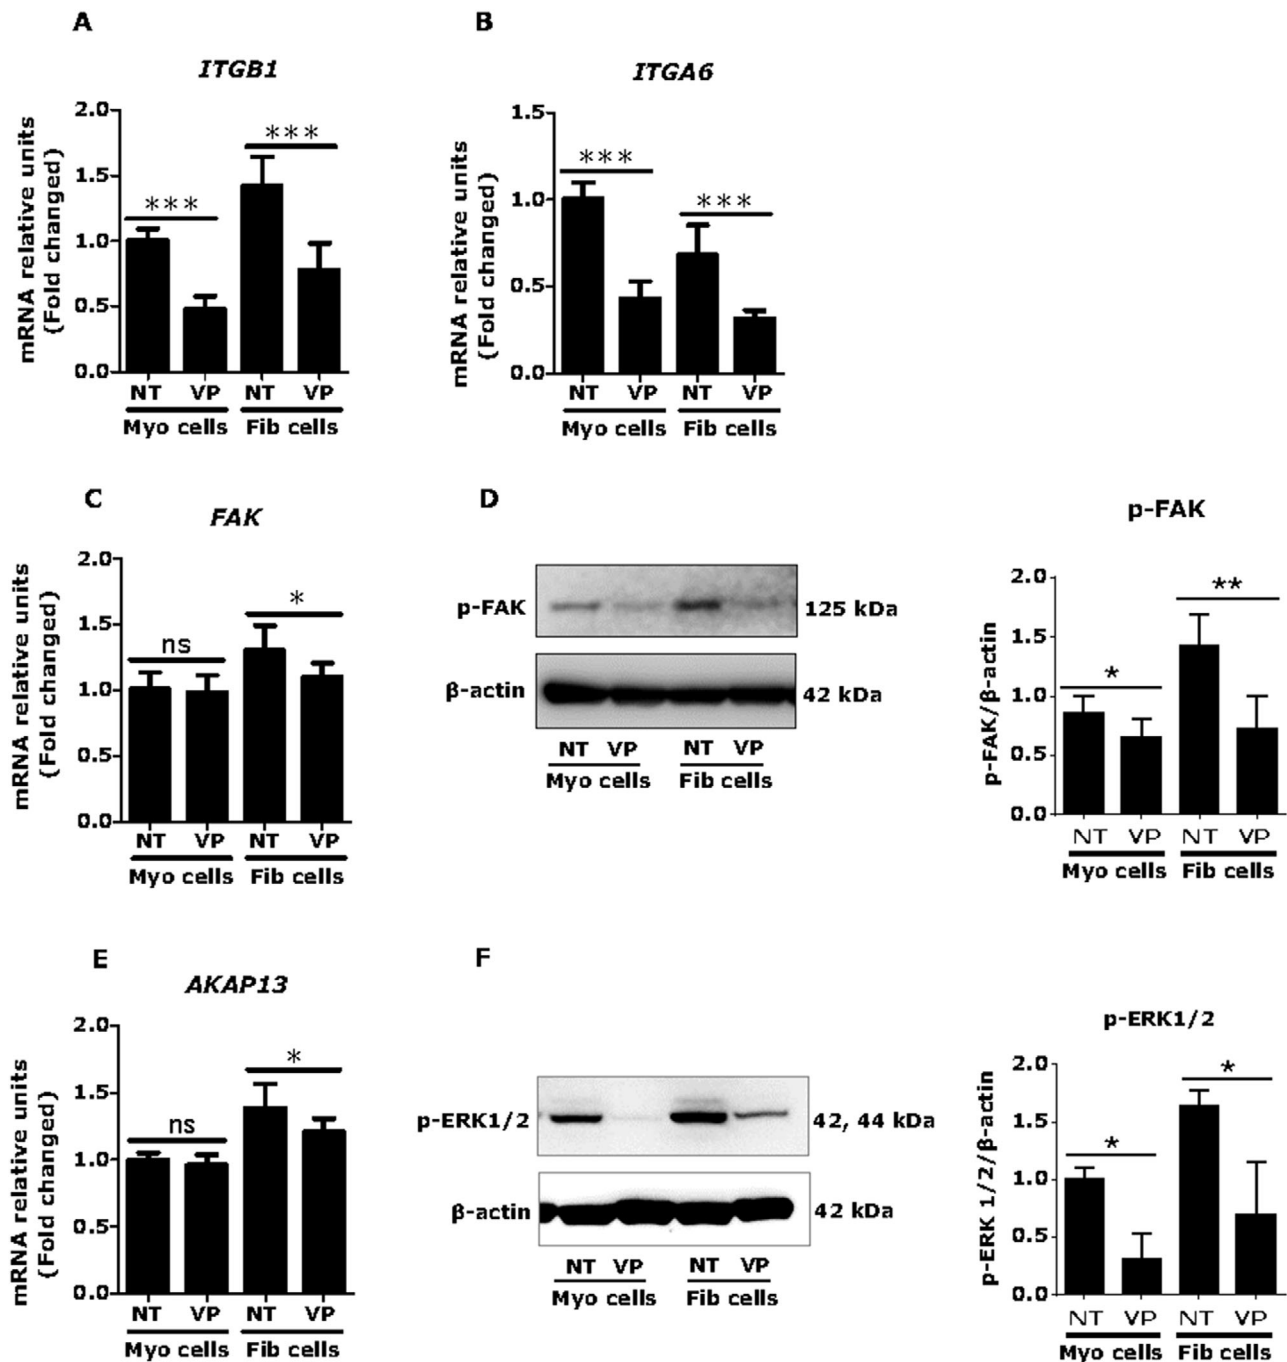 A
ITGB1
mRNA relative units
(Fold changed)
2.0
1.5
1.0
0.5
0.0
***
***
NT VP NT VP
Myo cells Fib cells
B
ITGA6
mRNA relative units
(Fold changed)
1.5
1.0
0.5
0.0
***
***
NT VP NT VP
Myo cells Fib cells
C
FAK
mRNA relative units
(Fold changed)
2.0
1.5
1.0
0.5
0.0
ns
*
NT VP NT VP
Myo cells Fib cells
D
p-FAK
125 kDa
β-actin
42 kDa
NT VP NT VP
Myo cells Fib cells
p-FAK
p-FAK/β-actin
2.0
1.5
1.0
0.5
0.0
*
**
NT VP NT VP
Myo cells Fib cells
E
AKAP13
mRNA relative units
(Fold changed)
2.0
1.5
1.0
0.5
0.0
ns
*
NT VP NT VP
Myo cells Fib cells
F
p-ERK1/2
42, 44 kDa
β-actin
42 kDa
NT VP NT VP
Myo cells Fib cells
p-ERK1/2
p-ERK 1/2/β-actin
2.0
1.5
1.0
0.5
0.0
*
*
NT VP NT VP
Myo cells Fib cells